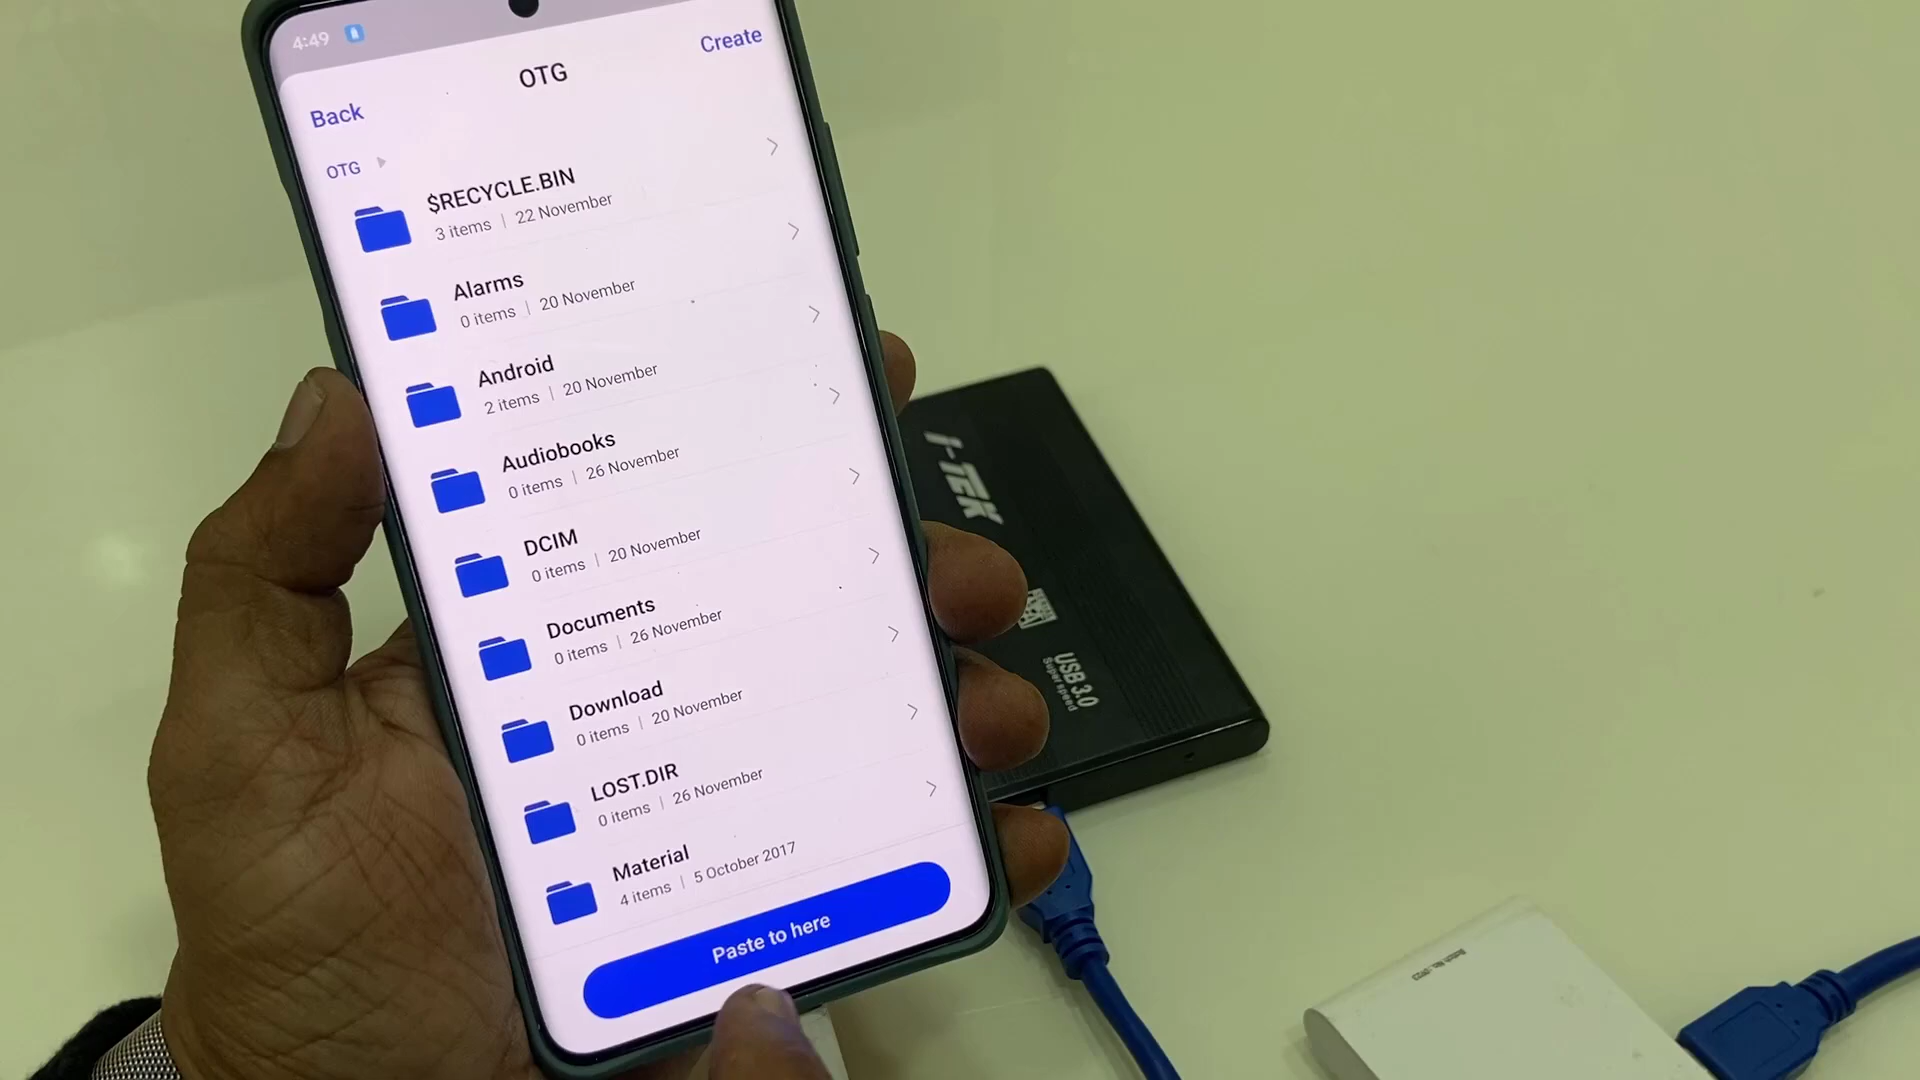 4:49
Create
OTG
Back
OTG
$RECYCLE.BIN
3 items | 22 November
Alarms
0 items | 20 November
Android
2 items | 20 November
Audiobooks
0 items | 26 November
DCIM
0 items | 20 November
Documents
0 items | 26 November
Download
0 items | 20 November
LOST.DIR
0 items | 26 November
Material
4 items | 5 October 2017
Paste to here
i-TEK
USB 3.0
Super speed